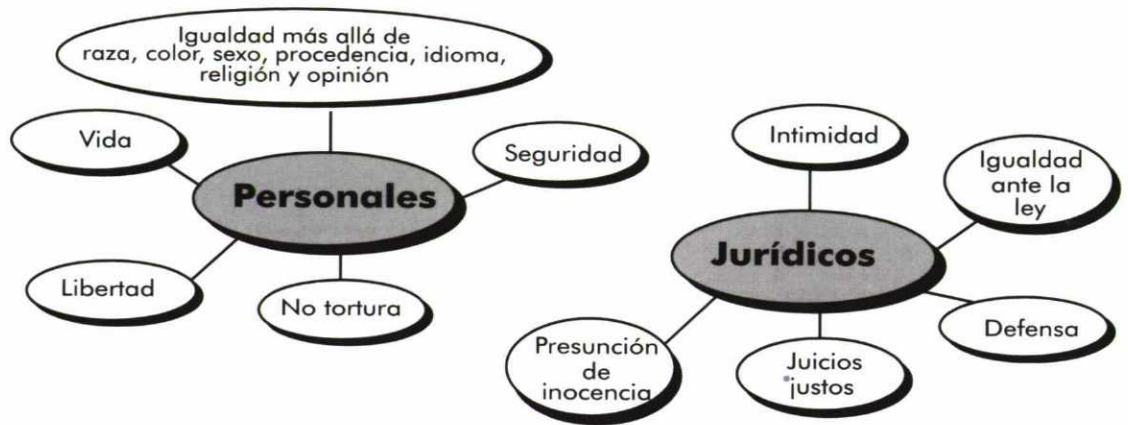 Igualdad más allá de
raza, color, sexo, procedencia, idioma,
religión y opinión
Vida
Seguridad
Personales
Libertad
No tortura
Intimidad
Igualdad
ante la
ley
Jurídicos
Defensa
Presunción
de
inocencia
Juicios
justos